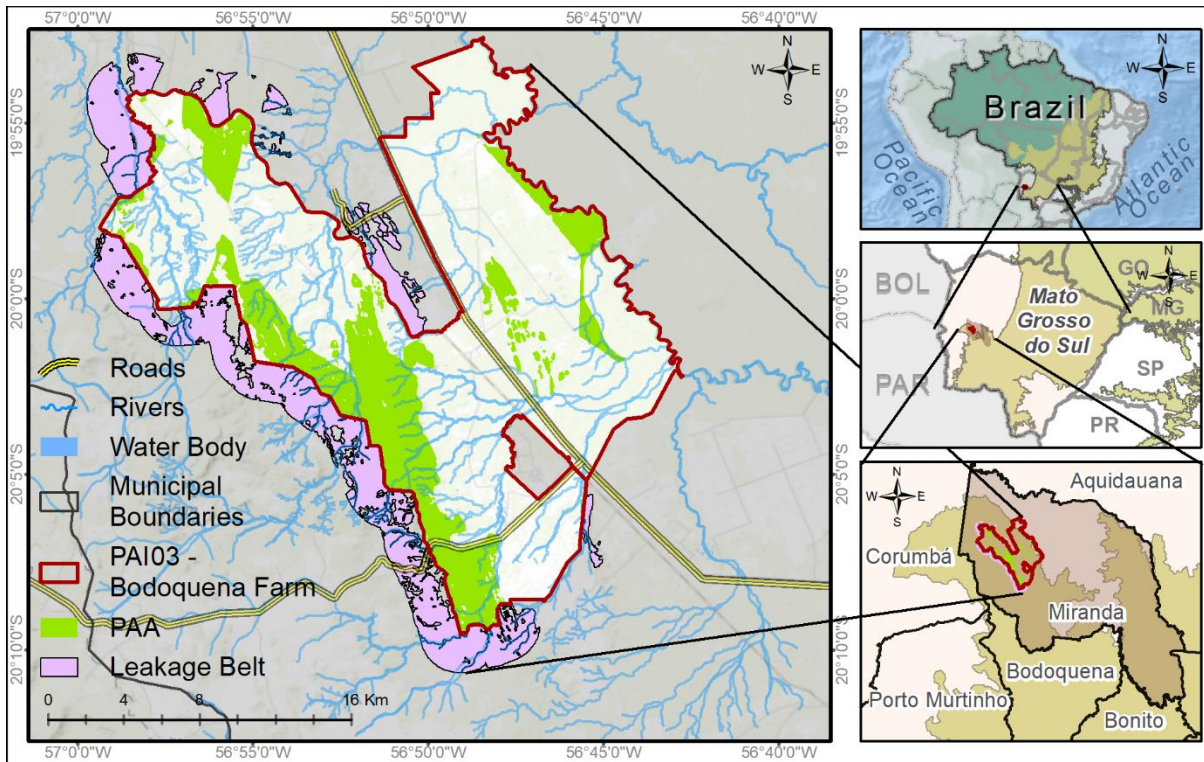 57°0'0"W
56°55'0"W
56°50'0"W
56°45'0"W
56°40'0"W
19°55'0"S
20°0'0"S
20°5'0"S
20°10'0"S
N
W
E
S
Roads
Rivers
Water Body
Municipal
Boundaries
PAI03 -
Bodoquena Farm
PAA
Leakage Belt
0 4 8 16 Km
19°55'0"S
20°0'0"S
20°5'0"S
20°10'0"S
57°0'0"W
56°55'0"W
56°50'0"W
56°45'0"W
56°40'0"W
N
W
E
S
Brazil
Pacific
Ocean
Atlantic
Ocean
N
W
E
S
BOL
GO
Mato
Grosso
do Sul
MG
PAR
SP
PR
N
W
E
S
Aquidauana
Corumbá
Miranda
Bodoquena
Porto Murtinho
Bonito